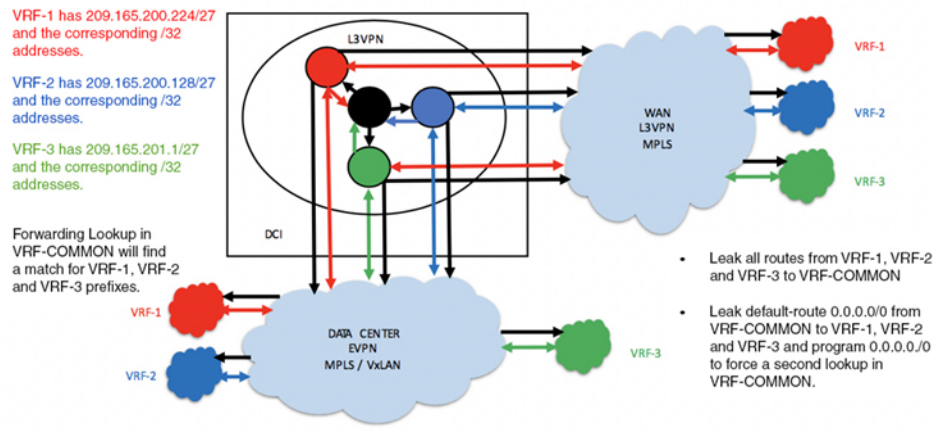 VRF-1 has 209.165.200.224/27
and the corresponding /32
addresses.
VRF-2 has 209.165.200.128/27
and the corresponding /32
addresses.
VRF-3 has 209.165.201.1/27
and the corresponding /32
addresses.
Forwarding Lookup in
VRF-COMMON will find
a match for VRF-1, VRF-2
and VRF-3 prefixes.
L3VPN
DCI
WAN
L3VPN
MPLS
VRF-1
VRF-2
VRF-3
VRF-1
VRF-2
DATA CENTER
EVPN
MPLS / VxLAN
VRF-3
• Leak all routes from VRF-1, VRF-2
and VRF-3 to VRF-COMMON
• Leak default-route 0.0.0.0/0 from
VRF-COMMON to VRF-1, VRF-2
and VRF-3 and program 0.0.0.0./0
to force a second lookup in
VRF-COMMON.